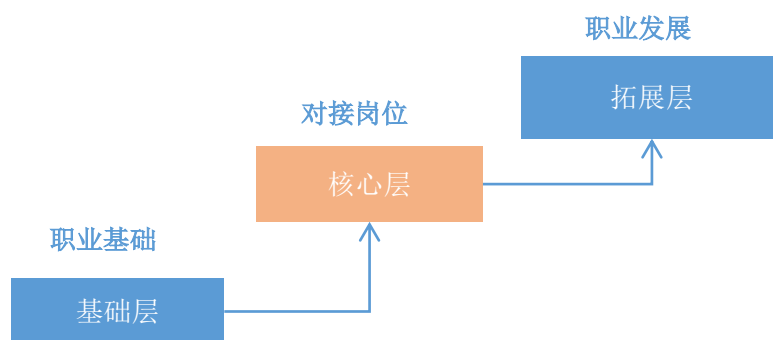 职业发展
拓展层
对接岗位
核心层
职业基础
基础层